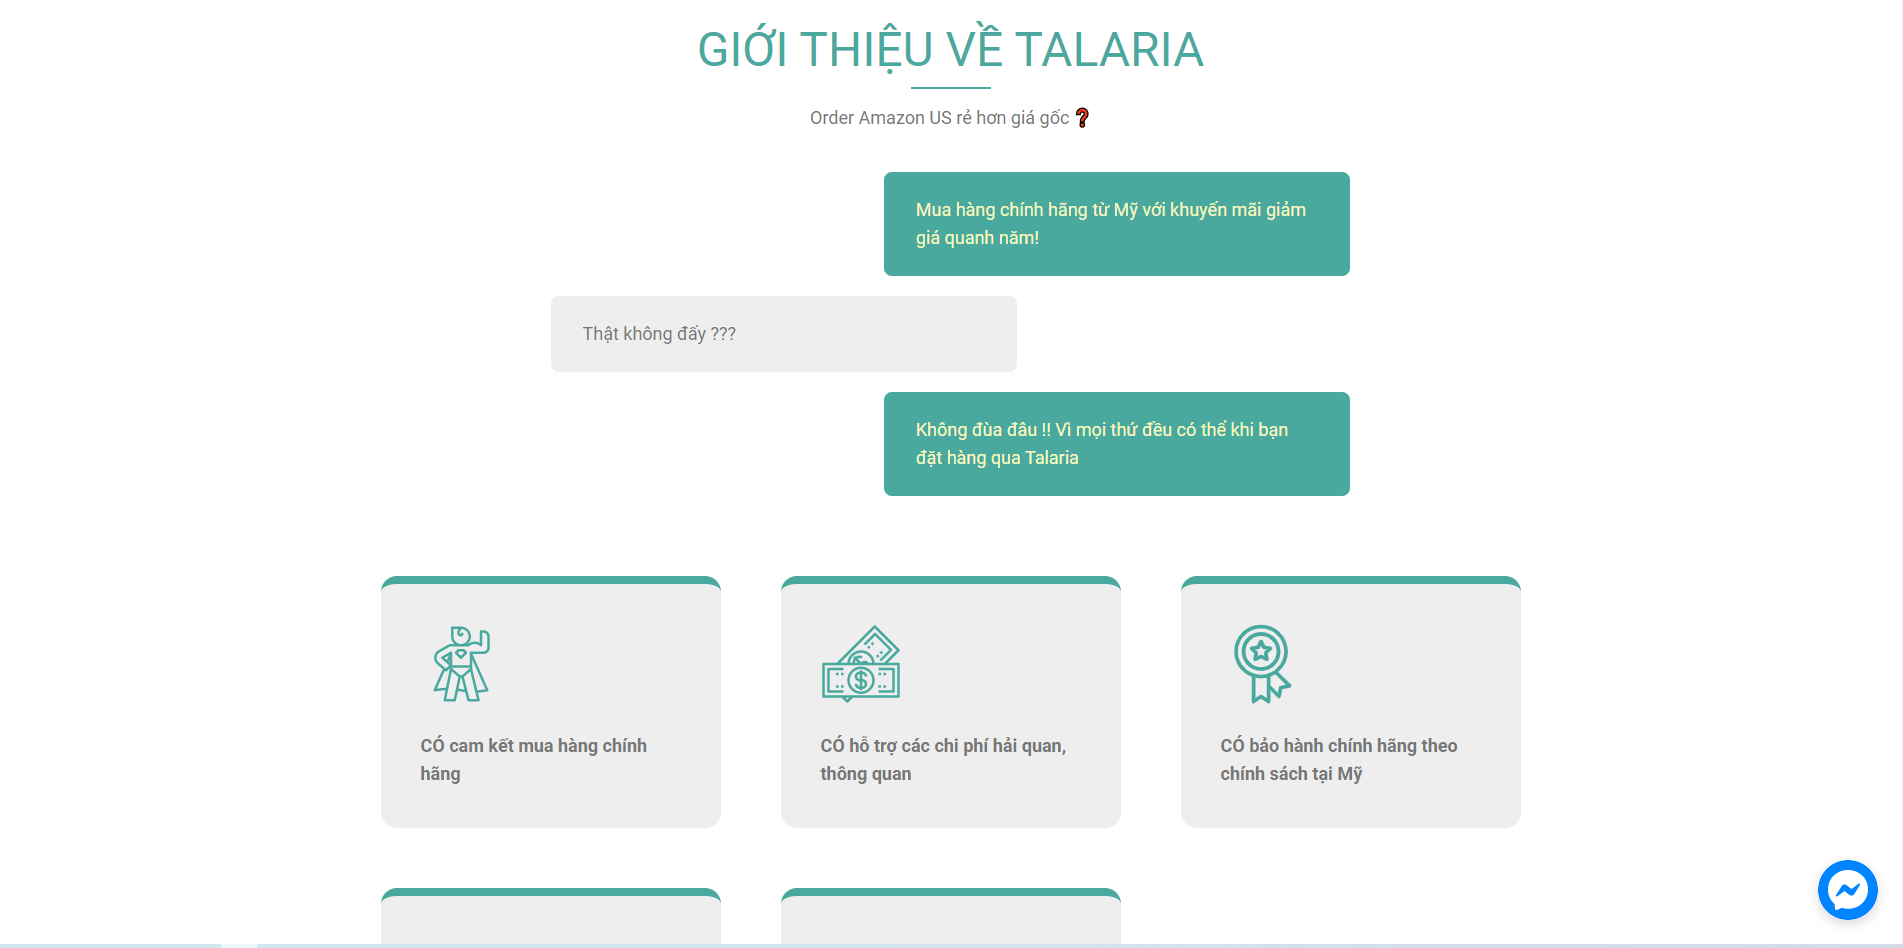 GIỚI THIỆU VỀ TALARIA
Order Amazon US rẻ hơn giá gốc ❓
Mua hàng chính hãng từ Mỹ với khuyến mãi giảm
giá quanh năm!
Thật không đấy ???
Không đùa đâu !! Vì mọi thứ đều có thể khi bạn
đặt hàng qua Talaria
CÓ cam kết mua hàng chính
hãng
CÓ hỗ trợ các chi phí hải quan,
thông quan
CÓ bảo hành chính hãng theo
chính sách tại Mỹ